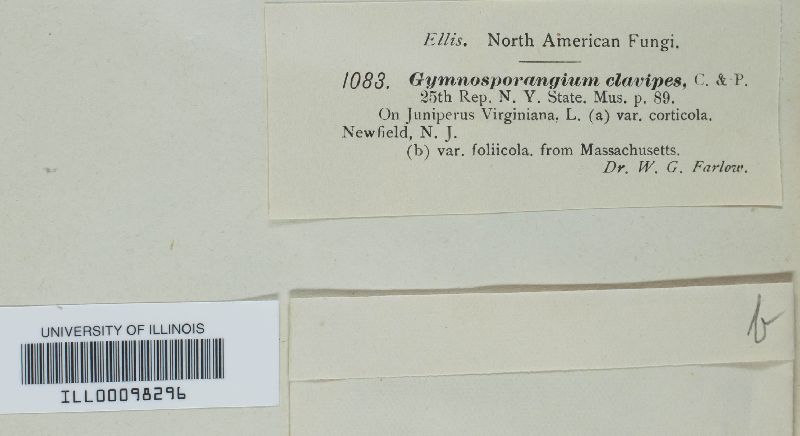 Ellis. North American Fungi.
1083. Gymnosporangium clavipes, C. & P.
25th Rep. N. Y. State. Mus. p. 89.
On Juniperus Virginiana, L. (a) var. corticola.
Newfield, N. J.
(b) var. foliicola. from Massachusetts.
Dr. W. G. Farlow.
b
UNIVERSITY OF ILLINOIS
ILL00098296